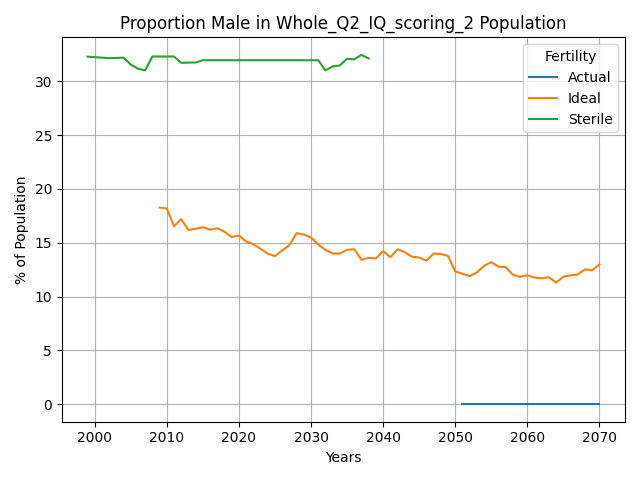 Proportion Male in Whole_Q2_IQ_scoring_2 Population
% of Population
30
25
20
15
10
5
0
Fertility
Actual
Ideal
Sterile
2000 2010 2020 2030 2040 2050 2060 2070
Years